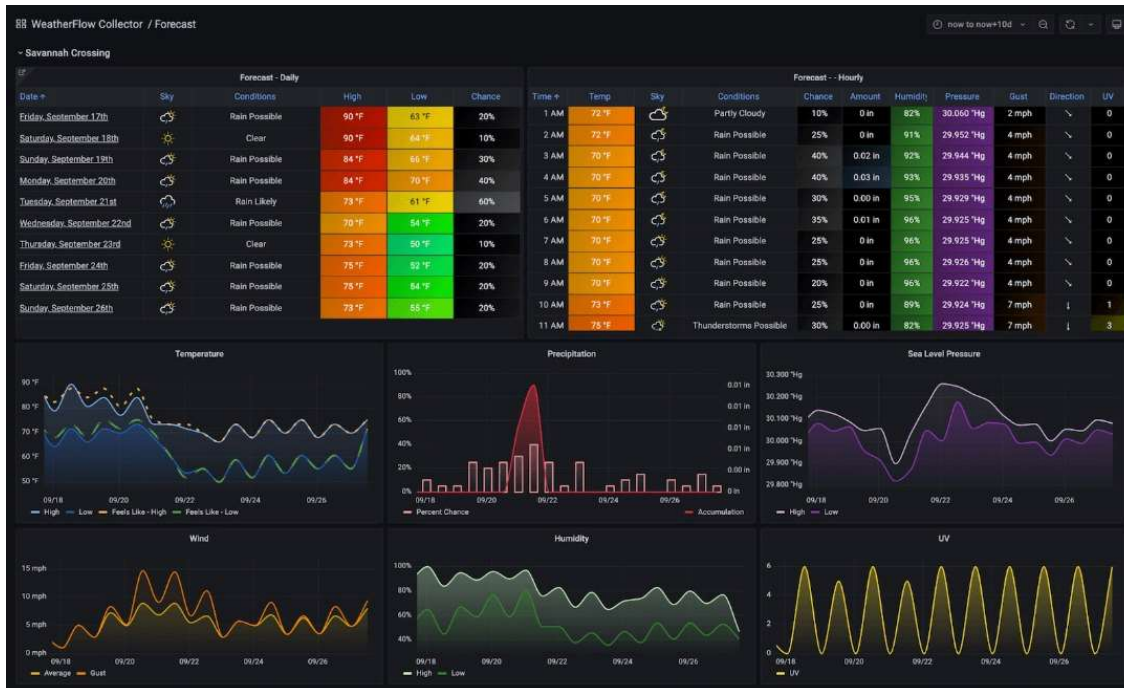 WeatherFlow Collector / Forecast
now to now+10d
Savannah Crossing
Forecast - Daily
Date Sky Conditions High Low Chance
Friday, September 17th Rain Possible 90 °F 63 °F 20%
Saturday, September 18th Clear 90 °F 64 °F 10%
Sunday, September 19th Rain Possible 84 °F 66 °F 30%
Monday, September 20th Rain Possible 84 °F 70 °F 40%
Tuesday, September 21st Rain Likely 73 °F 61 °F 60%
Wednesday, September 22nd Rain Possible 70 °F 54 °F 20%
Thursday, September 23rd Clear 73 °F 50 °F 10%
Friday, September 24th Rain Possible 75 °F 52 °F 20%
Saturday, September 25th Rain Possible 75 °F 54 °F 20%
Sunday, September 26th Rain Possible 73 °F 55 °F 20%
Forecast - - Hourly
Time Temp Sky Conditions Chance Amount Humidity Pressure Gust Direction UV
1 AM 72 °F Partly Cloudy 10% 0 in 82% 30.060 "Hg 2 mph 0
2 AM 72 °F Rain Possible 25% 0 in 91% 29.952 "Hg 4 mph 0
3 AM 70 °F Rain Possible 40% 0.02 in 92% 29.944 "Hg 4 mph 0
4 AM 70 °F Rain Possible 40% 0.03 in 93% 29.935 "Hg 4 mph 0
5 AM 70 °F Rain Possible 30% 0.00 in 95% 29.929 "Hg 4 mph 0
6 AM 70 °F Rain Possible 35% 0.01 in 96% 29.925 "Hg 4 mph 0
7 AM 70 °F Rain Possible 25% 0 in 96% 29.925 "Hg 4 mph 0
8 AM 70 °F Rain Possible 25% 0 in 96% 29.926 "Hg 4 mph 0
9 AM 70 °F Rain Possible 20% 0 in 96% 29.922 "Hg 4 mph 0
10 AM 73 °F Rain Possible 25% 0 in 89% 29.924 "Hg 7 mph 1
11 AM 75 °F Thunderstorms Possible 30% 0.00 in 82% 29.925 "Hg 7 mph 3
Temperature
90 °F
80 °F
70 °F
60 °F
50 °F
09/18 09/20 09/22 09/24 09/26
High Low Feels Like - High Feels Like - Low
Precipitation
100%
80%
60%
40%
20%
0%
0.01 in
0.01 in
0.01 in
0.00 in
0 in
09/18 09/20 09/22 09/24 09/26
Percent Chance Accumulation
Sea Level Pressure
30.300 "Hg
30.200 "Hg
30.100 "Hg
30.000 "Hg
29.900 "Hg
29.800 "Hg
09/18 09/20 09/22 09/24 09/26
High Low
Wind
15 mph
10 mph
5 mph
0 mph
09/18 09/20 09/22 09/24 09/26
Average Gust
Humidity
100%
80%
60%
40%
09/18 09/20 09/22 09/24 09/26
High Low
UV
6
4
2
0
09/18 09/20 09/22 09/24 09/26
UV